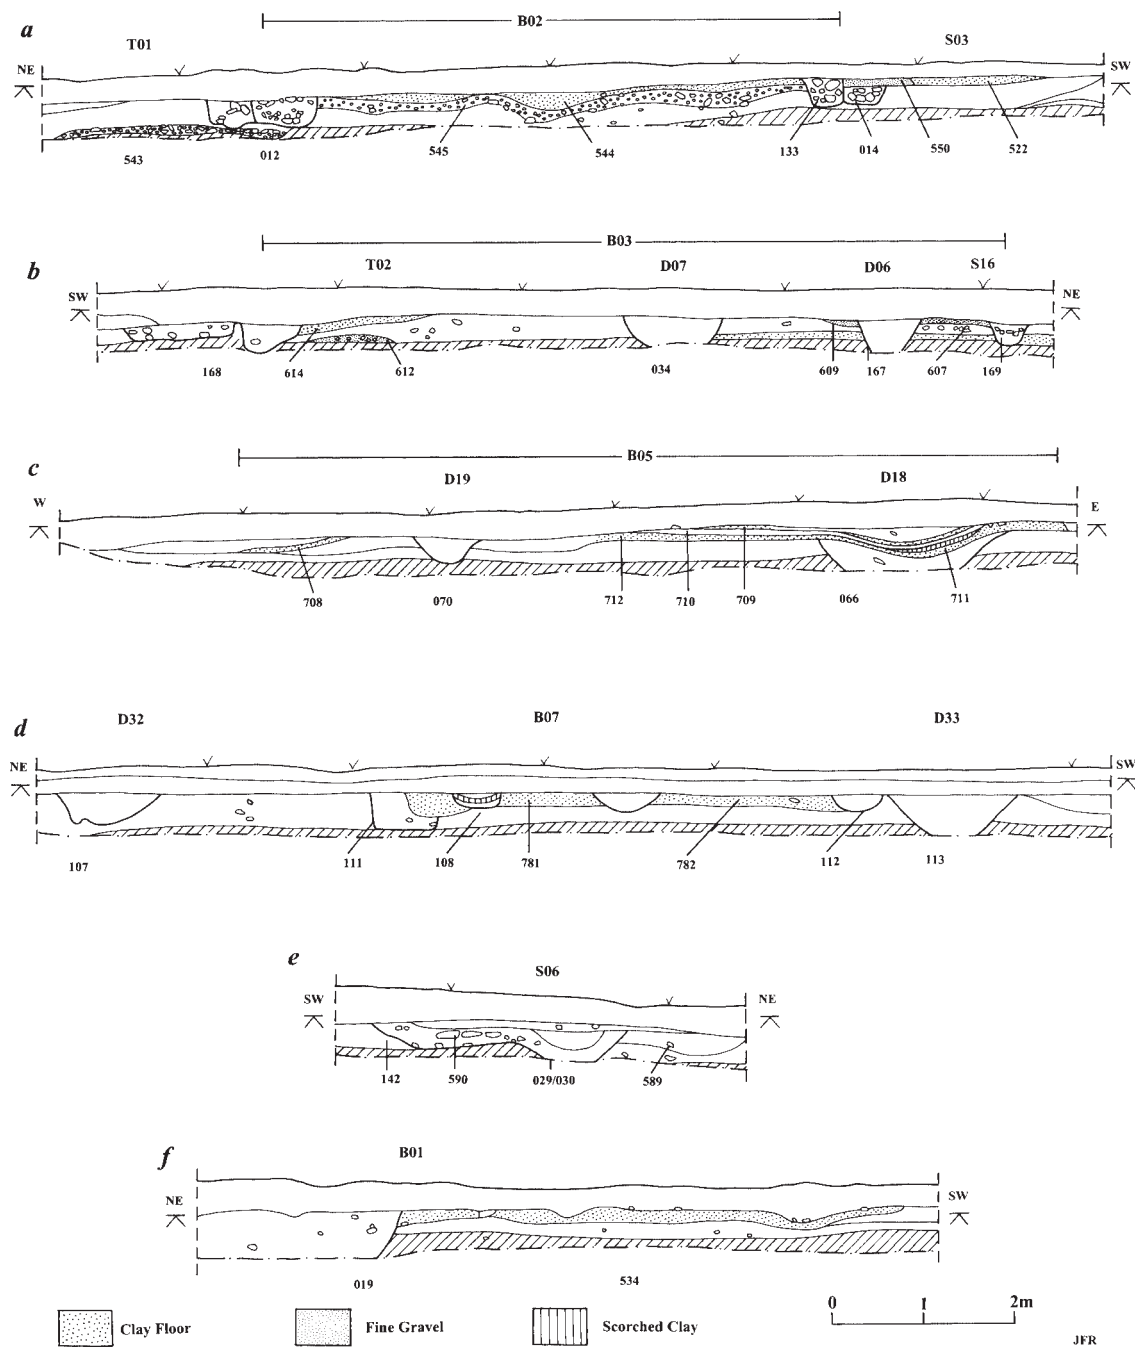 a
B02
T01
S03
NE
SW
543
012
545
544
133
014
550
522
B03
b
T02
D07
D06
S16
SW
NE
168
614
612
034
609
167
607
169
B05
c
D19
D18
W
E
708
070
712
710
709
066
711
d
D32
B07
D33
NE
SW
107
111
108
781
782
112
113
e
S06
SW
NE
142
590
029/030
589
f
B01
NE
SW
019
534
Clay Floor
Fine Gravel
Scorched Clay
0 1 2m
JFR